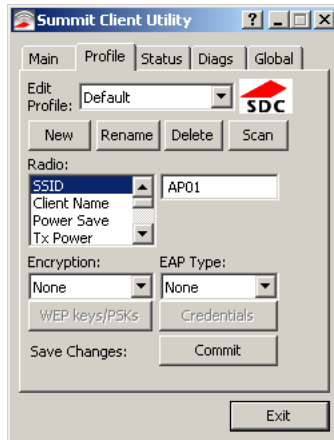 Summit Client Utility
Main Profile Status Diags Global
Edit
Profile: Default
SDC
New Rename Delete Scan
Radio:
SSID AP01
Client Name
Power Save
Tx Power
Encryption: EAP Type:
None None
WEP keys/PSKs Credentials
Save Changes: Commit
Exit